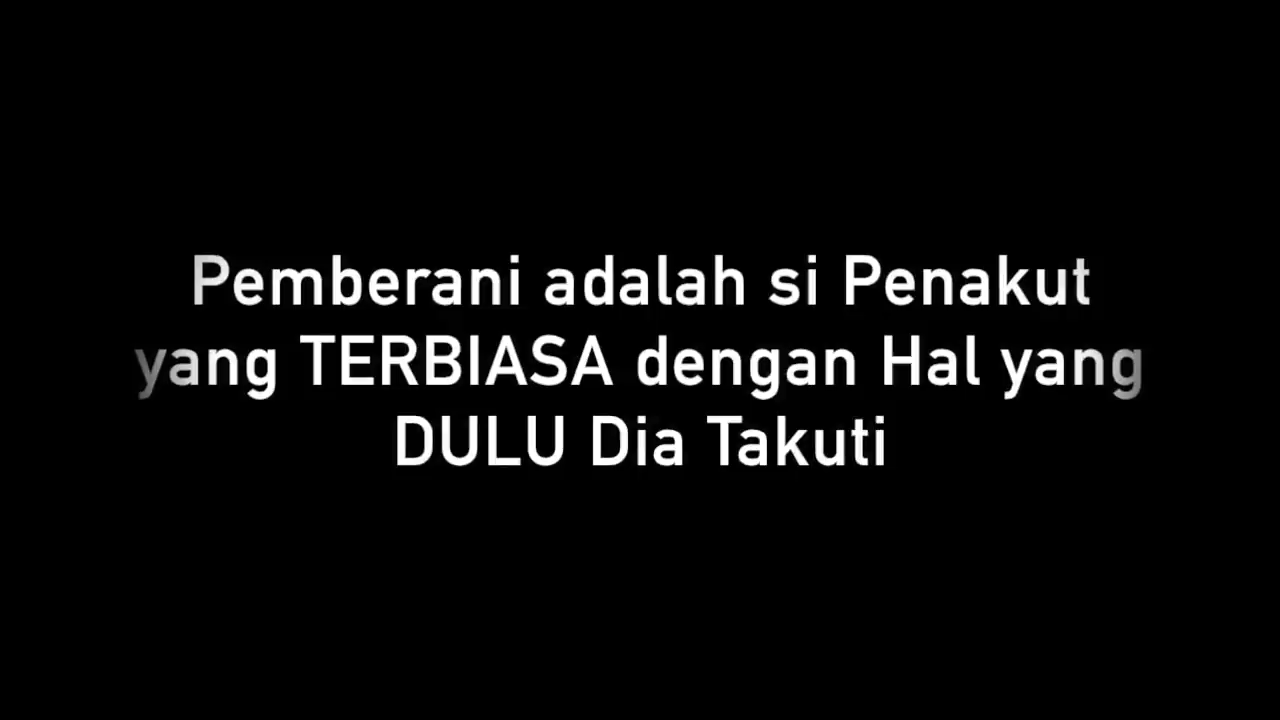 Pemberani adalah si Penakut
yang TERBIASA dengan Hal yang
DULU Dia Takuti